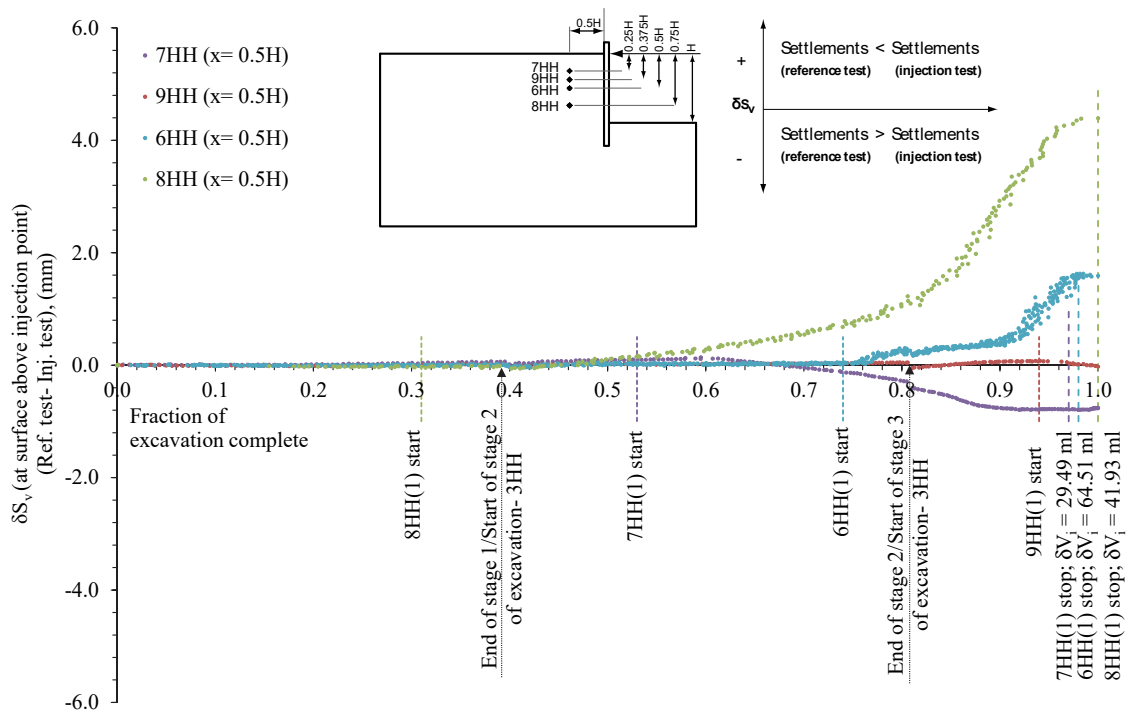 6.0
4.0
2.0
0.0
-2.0
-4.0
-6.0
δSᵥ (at surface above injection point)
(Ref. test- Inj. test), (mm)
7HH (x= 0.5H)
9HH (x= 0.5H)
6HH (x= 0.5H)
8HH (x= 0.5H)
0.5H
0.25H
0.375H
0.5H
0.75H
H
7HH
9HH
6HH
8HH
+
Settlements < Settlements
(reference test) (injection test)
δSᵥ
Settlements > Settlements
(reference test) (injection test)
-
0.0 0.1 0.2 0.3 0.4 0.5 0.6 0.7 0.8 0.9 1.0
Fraction of
excavation complete
8HH(1) start
End of stage 1/Start of stage 2
of excavation- 3HH
7HH(1) start
6HH(1) start
End of stage 2/Start of stage 3
of excavation- 3HH
9HH(1) start
7HH(1) stop; δVᵢ = 29.49 ml
6HH(1) stop; δVᵢ = 64.51 ml
8HH(1) stop; δVᵢ = 41.93 ml